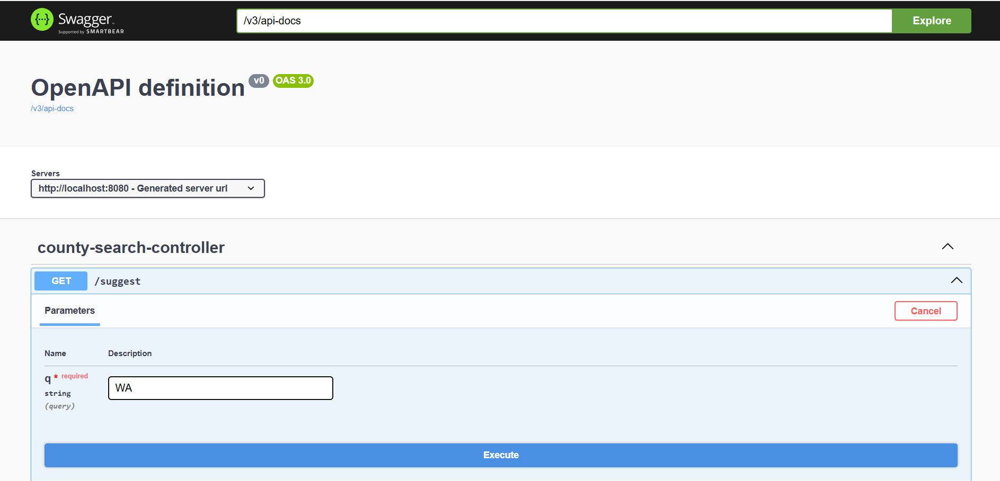 {···} Swagger™
Supported by SMARTBEAR
/v3/api-docs
Explore
OpenAPI definition v0 OAS 3.0
/v3/api-docs
Servers
http://localhost:8080 - Generated server url
county-search-controller
GET /suggest
Parameters
Cancel
Name Description
q * required
string
(query)
WA
Execute